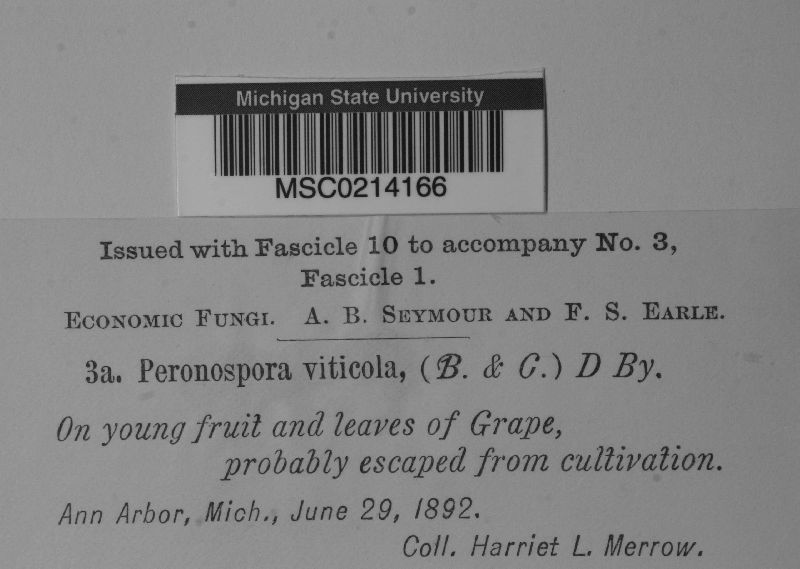 Michigan State University
MSC0214166
Issued with Fascicle 10 to accompany No. 3,
Fascicle 1.
Economic Fungi. A. B. Seymour and F. S. Earle.
3a. Peronospora viticola, (B. & C.) D By.
On young fruit and leaves of Grape,
probably escaped from cultivation.
Ann Arbor, Mich., June 29, 1892.
Coll. Harriet L. Merrow.